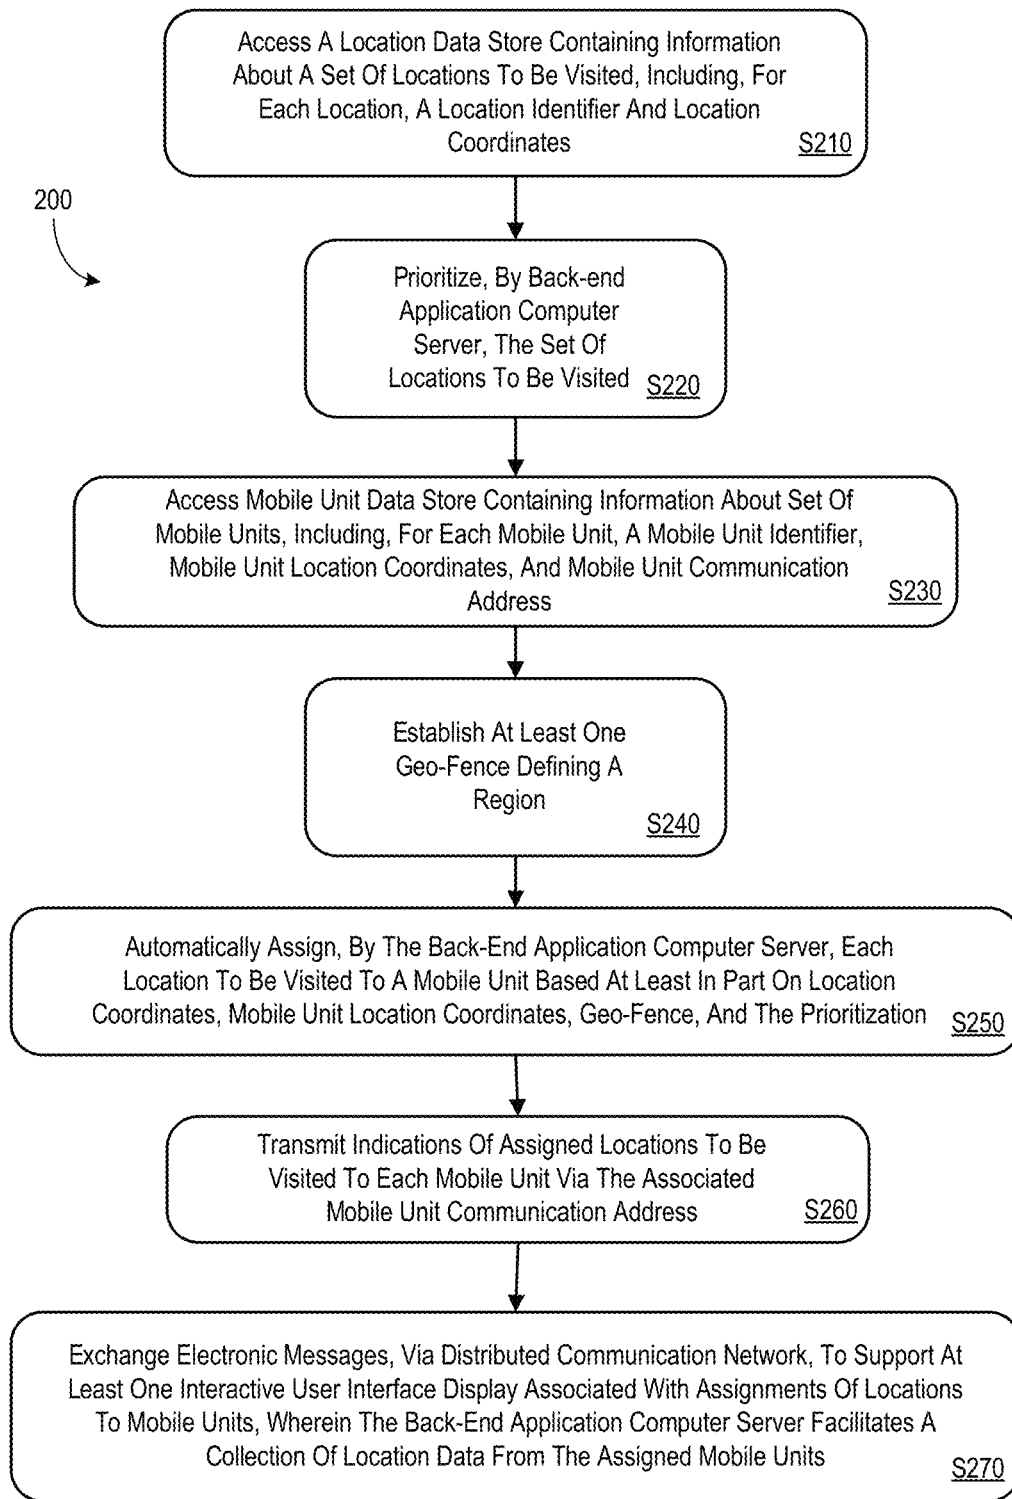 Access A Location Data Store Containing Information
About A Set Of Locations To Be Visited, Including, For
Each Location, A Location Identifier And Location
Coordinates
S210
200
Prioritize, By Back-end
Application Computer
Server, The Set Of
Locations To Be Visited
S220
Access Mobile Unit Data Store Containing Information About Set Of
Mobile Units, Including, For Each Mobile Unit, A Mobile Unit Identifier,
Mobile Unit Location Coordinates, And Mobile Unit Communication
Address
S230
Establish At Least One
Geo-Fence Defining A
Region
S240
Automatically Assign, By The Back-End Application Computer Server, Each
Location To Be Visited To A Mobile Unit Based At Least In Part On Location
Coordinates, Mobile Unit Location Coordinates, Geo-Fence, And The Prioritization
S250
Transmit Indications Of Assigned Locations To Be
Visited To Each Mobile Unit Via The Associated
Mobile Unit Communication Address
S260
Exchange Electronic Messages, Via Distributed Communication Network, To Support At
Least One Interactive User Interface Display Associated With Assignments Of Locations
To Mobile Units, Wherein The Back-End Application Computer Server Facilitates A
Collection Of Location Data From The Assigned Mobile Units
S270